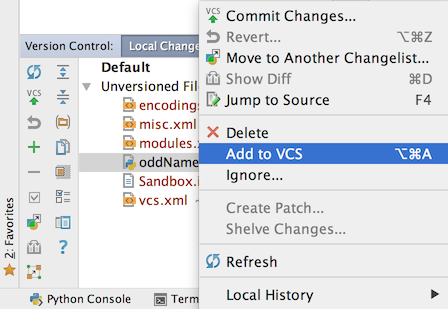 Version Control:
Local Change
Default
Unversioned Fil
encodings
misc.xml
modules.
oddName
Sandbox.i
vcs.xml
VCS
2: Favorites
Python Console
Term
VCS Commit Changes...
Revert... ⌥⌘Z
Move to Another Changelist...
Show Diff ⌘D
Jump to Source F4
Delete
Add to VCS ⌥⌘A
Ignore...
Create Patch...
Shelve Changes...
Refresh
Local History